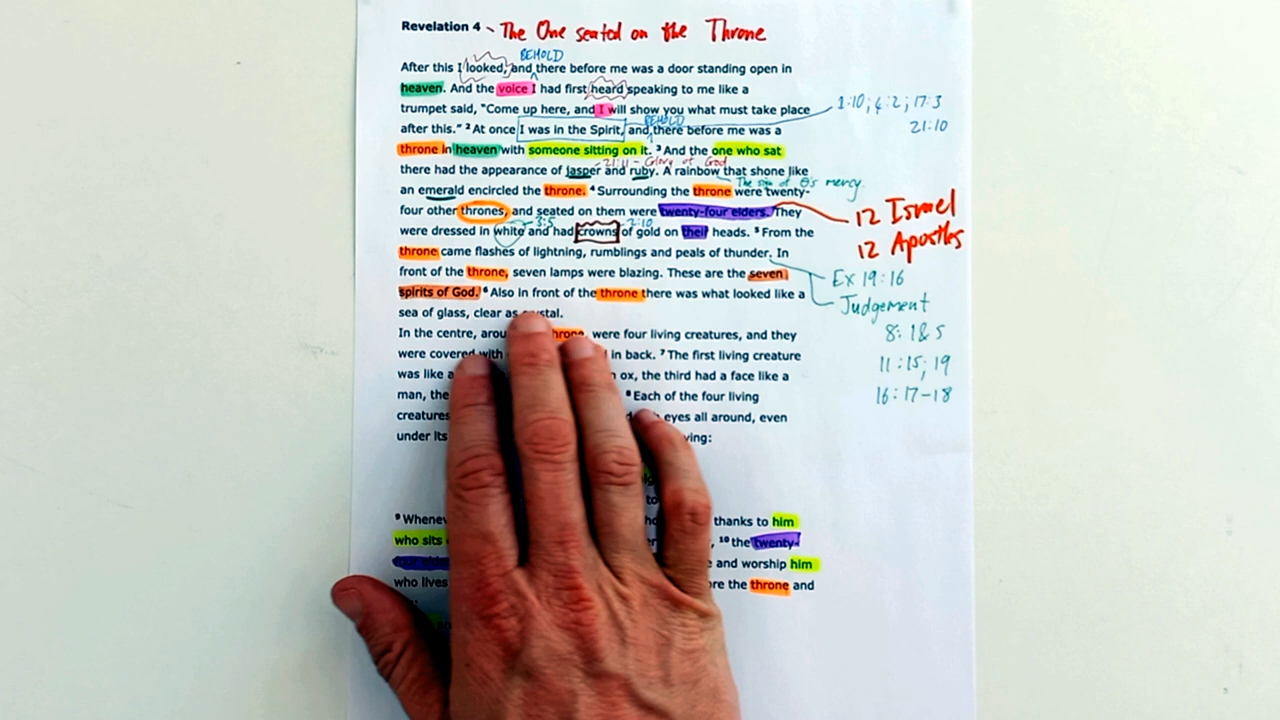 Revelation 4 - The One seated on the Throne
BEHOLD
After this I looked, and there before me was a door standing open in
heaven. And the voice I had first heard speaking to me like a
trumpet said, "Come up here, and I will show you what must take place
1:10; 4:2; 17:3
21:10
BEHOLD
after this." ² At once I was in the Spirit, and there before me was a
throne in heaven with someone sitting on it. ³ And the one who sat
21:11 - Glory of God
there had the appearance of jasper and ruby. A rainbow that shone like
The sign of mercy
an emerald encircled the throne. ⁴ Surrounding the throne were twenty-
four other thrones, and seated on them were twenty-four elders. They
12 Israel
12 Apostles
3:5
2:10
were dressed in white and had crowns of gold on their heads. ⁵ From the
throne came flashes of lightning, rumblings and peals of thunder. In
front of the throne, seven lamps were blazing. These are the seven
Ex 19:16
Judgement
8: 1&5
11:15; 19
16:17-18
spirits of God. ⁶ Also in front of the throne there was what looked like a
sea of glass, clear as crystal.
In the centre, were four living creatures, and they
were covered with in back. ⁷ The first living creature
was like a ox, the third had a face like a
man, the ⁸ Each of the four living
creatures eyes all around, even
under its
⁹ thanks to him
who sits ¹⁰ the twenty-
four and worship him
who lives the throne and